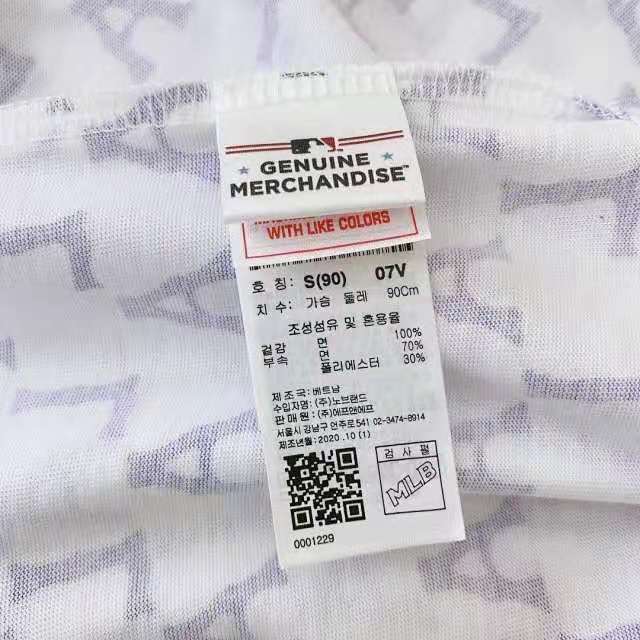 GENUINE
MERCHANDISE™
WITH LIKE COLORS
호 칭: S(90) 07V
치 수: 가슴 둘레 90Cm
조성섬유 및 혼용율
겉감 면 100%
부속 면 70%
폴리에스터 30%
제 조 국: 베트남
수입자명: (주)노브랜드
판 매 원: (주)에프앤에프
서울시 강남구 언주로 541 02-3474-8914
제조년월: 2020.10 (1)
검 사 필
MLB
0001229